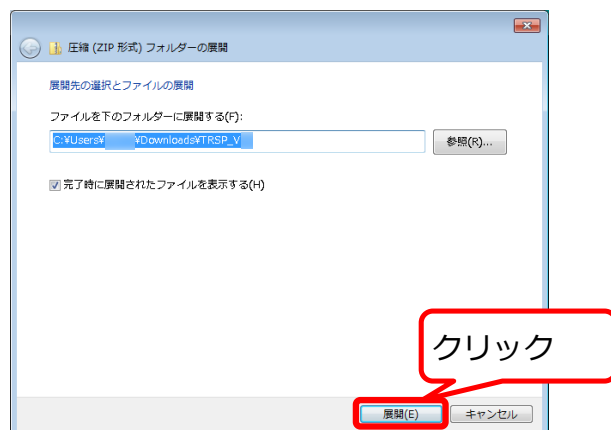 圧縮 (ZIP 形式) フォルダーの展開
展開先の選択とファイルの展開
ファイルを下のフォルダーに展開する(F):
C:¥Users¥ ¥Downloads¥TRSP_V
参照(R)...
完了時に展開されたファイルを表示する(H)
クリック
展開(E)
キャンセル